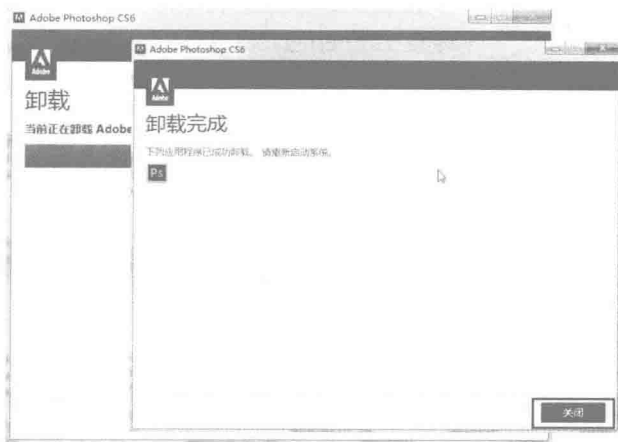 Adobe Photoshop CS6
Adobe
卸载
当前正在卸载 Adobe
Adobe Photoshop CS6
Adobe
卸载完成
下列应用程序已成功卸载。 请重新启动系统。
Ps
关闭